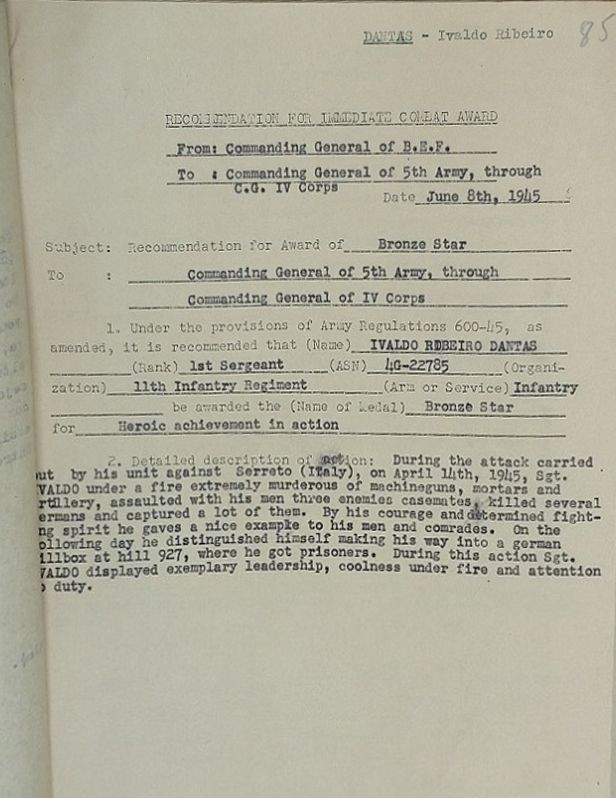 DANTAS - Ivaldo Ribeiro 85
RECOMMENDATION FOR IMMEDIATE COMBAT AWARD
From: Commanding General of B.E.F.
To : Commanding General of 5th Army, through
C.G. IV Corps
Date June 8th, 1945
Subject: Recommendation for Award of Bronze Star
To : Commanding General of 5th Army, through
Commanding General of IV Corps
1. Under the provisions of Army Regulations 600-45, as
amended, it is recommended that (Name) IVALDO RIBEIRO DANTAS
(Rank) 1st Sergeant (ASN) 4G-22785 (Organi-
zation) 11th Infantry Regiment (Arm or Service) Infantry
be awarded the (Name of Medal) Bronze Star
for Heroic achievement in action
2. Detailed description of action: During the attack carried
out by his unit against Serreto (ITaly), on April 14th, 1945, Sgt.
VALDO under a fire extremely murderous of machineguns, mortars and
rtillery, assaulted with his men three enemies casemates, killed several
ermans and captured a lot of them. By his courage and determined fight-
ng spirit he gaves a nice example to his men and comrades. On the
ollowing day he distinguished himself making his way into a german
illbox at hill 927, where he got prisoners. During this action Sgt.
VALDO displayed exemplary leadership, coolness under fire and attention
o duty.